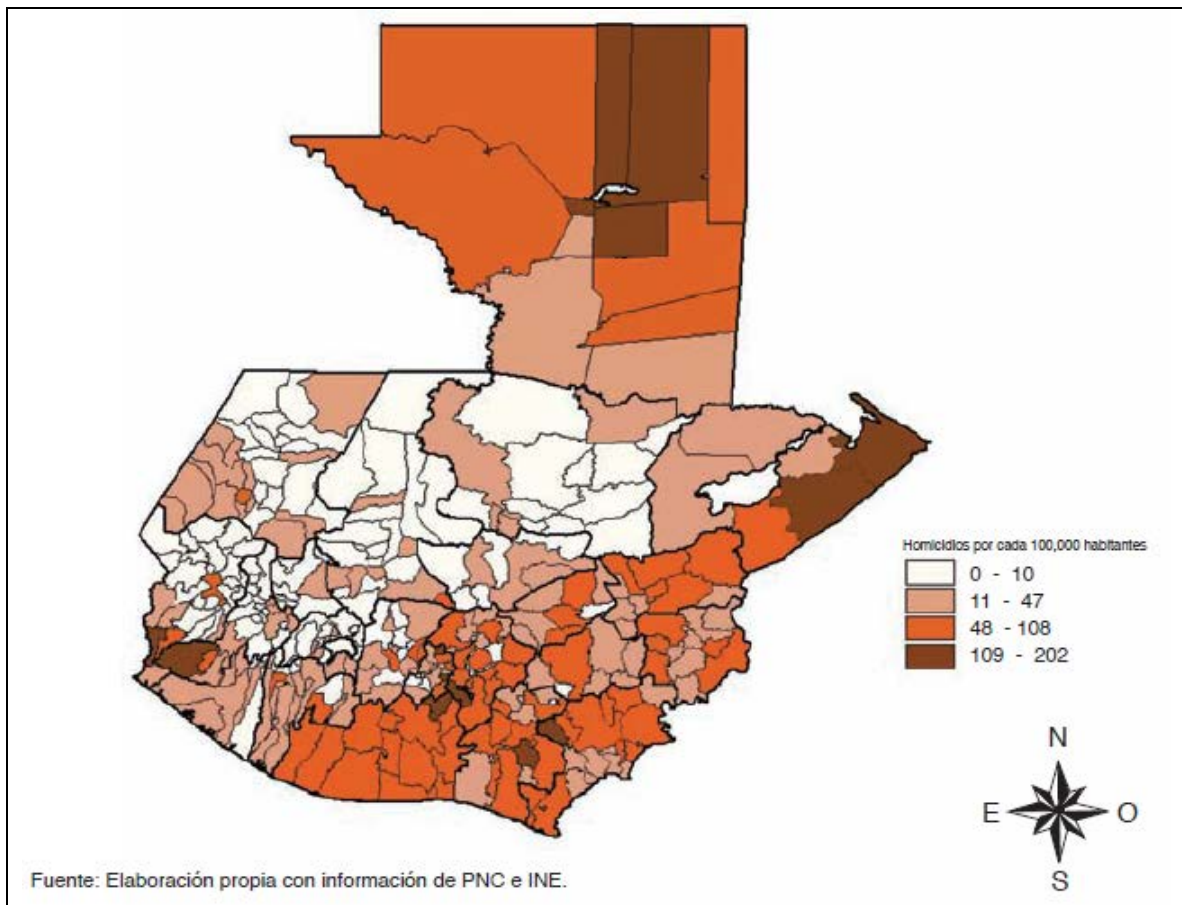 Homicidios por cada 100,000 habitantes
0 - 10
11 - 47
48 - 108
109 - 202
N
E O
S
Fuente: Elaboración propia con información de PNC e INE.